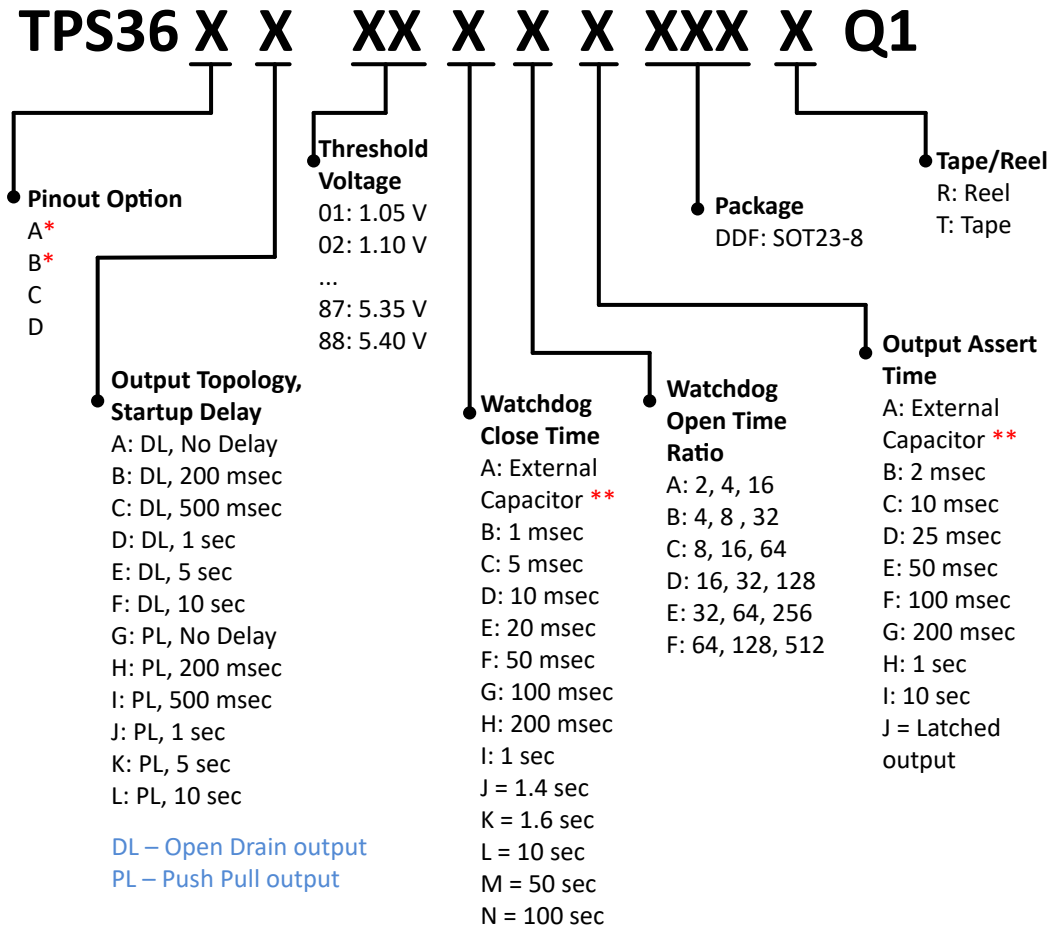 TPS36 X X XX X X X XXX X Q1
Pinout Option
A*
B*
C
D
Output Topology,
Startup Delay
A: DL, No Delay
B: DL, 200 msec
C: DL, 500 msec
D: DL, 1 sec
E: DL, 5 sec
F: DL, 10 sec
G: PL, No Delay
H: PL, 200 msec
I: PL, 500 msec
J: PL, 1 sec
K: PL, 5 sec
L: PL, 10 sec
DL – Open Drain output
PL – Push Pull output
Threshold
Voltage
01: 1.05 V
02: 1.10 V
...
87: 5.35 V
88: 5.40 V
Watchdog
Close Time
A: External
Capacitor **
B: 1 msec
C: 5 msec
D: 10 msec
E: 20 msec
F: 50 msec
G: 100 msec
H: 200 msec
I: 1 sec
J = 1.4 sec
K = 1.6 sec
L = 10 sec
M = 50 sec
N = 100 sec
Watchdog
Open Time
Ratio
A: 2, 4, 16
B: 4, 8 , 32
C: 8, 16, 64
D: 16, 32, 128
E: 32, 64, 256
F: 64, 128, 512
Output Assert
Time
A: External
Capacitor **
B: 2 msec
C: 10 msec
D: 25 msec
E: 50 msec
F: 100 msec
G: 200 msec
H: 1 sec
I: 10 sec
J = Latched
output
Package
DDF: SOT23-8
Tape/Reel
R: Reel
T: Tape